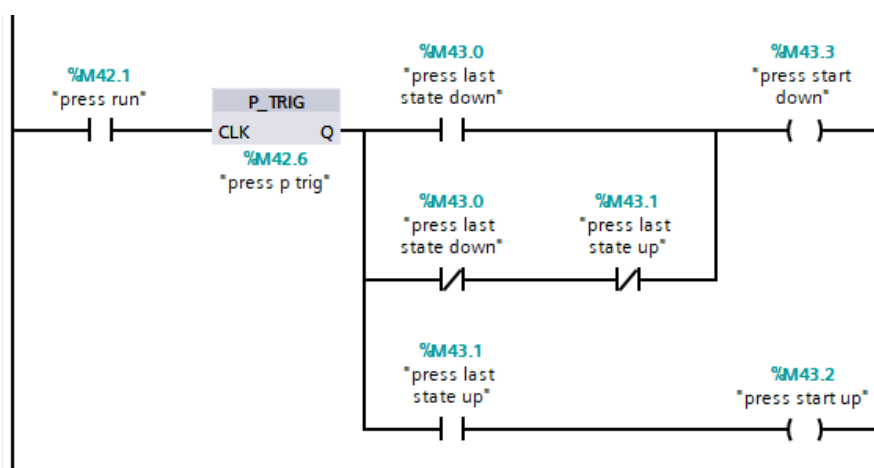 %M43.0
%M43.3
%M42.1
"press last
"press start
"press run"
P_TRIG
state down"
down"
CLK Q
%M42.6
"press p trig"
%M43.0
%M43.1
"press last
"press last
state down"
state up"
%M43.1
"press last
%M43.2
state up"
"press start up"